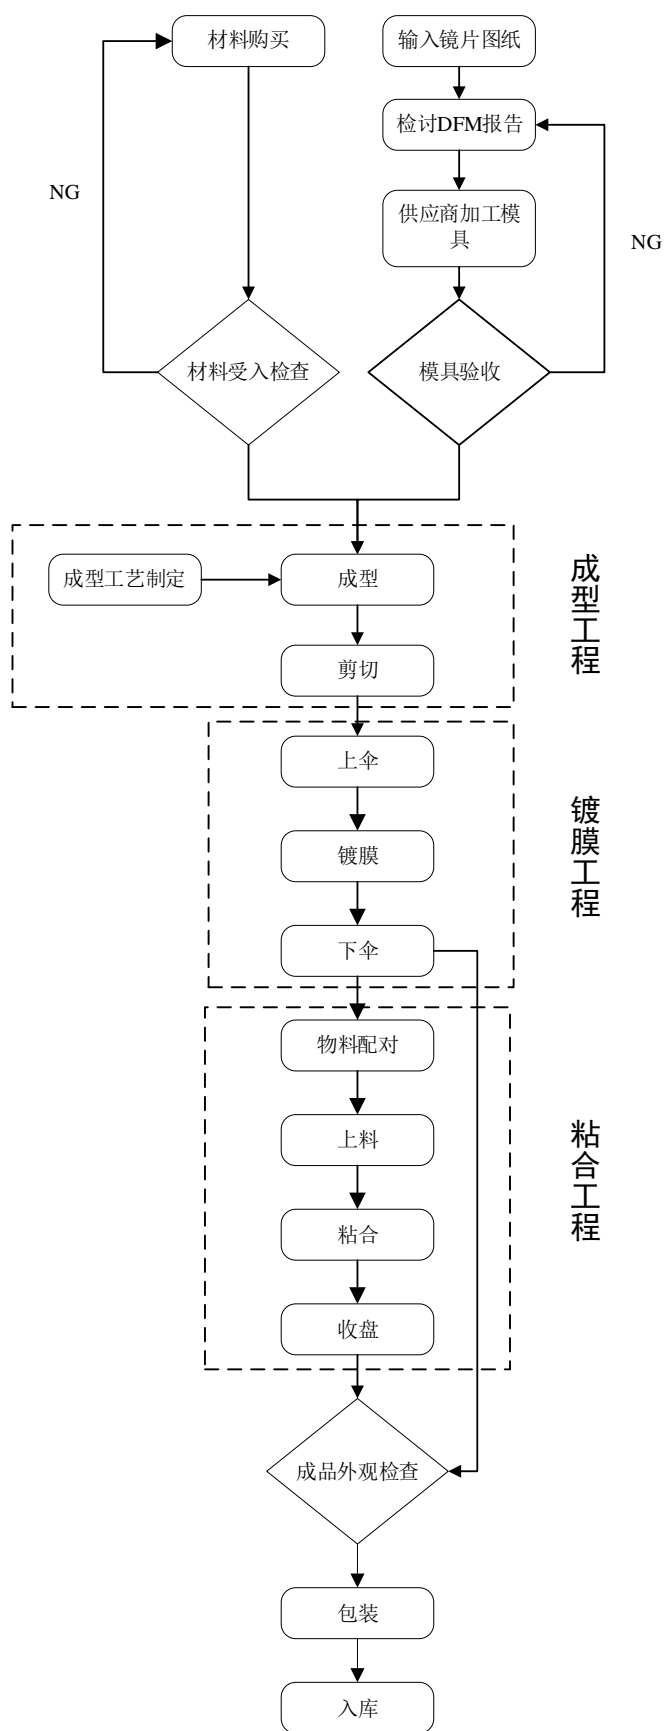 材料购买
输入镜片图纸
检讨DFM报告
NG
供应商加工模
具
NG
材料受入检查
模具验收
成型工程
成型工艺制定
成型
剪切
上伞
镀膜工程
镀膜
下伞
物料配对
上料
粘合工程
粘合
收盘
成品外观检查
包装
入库